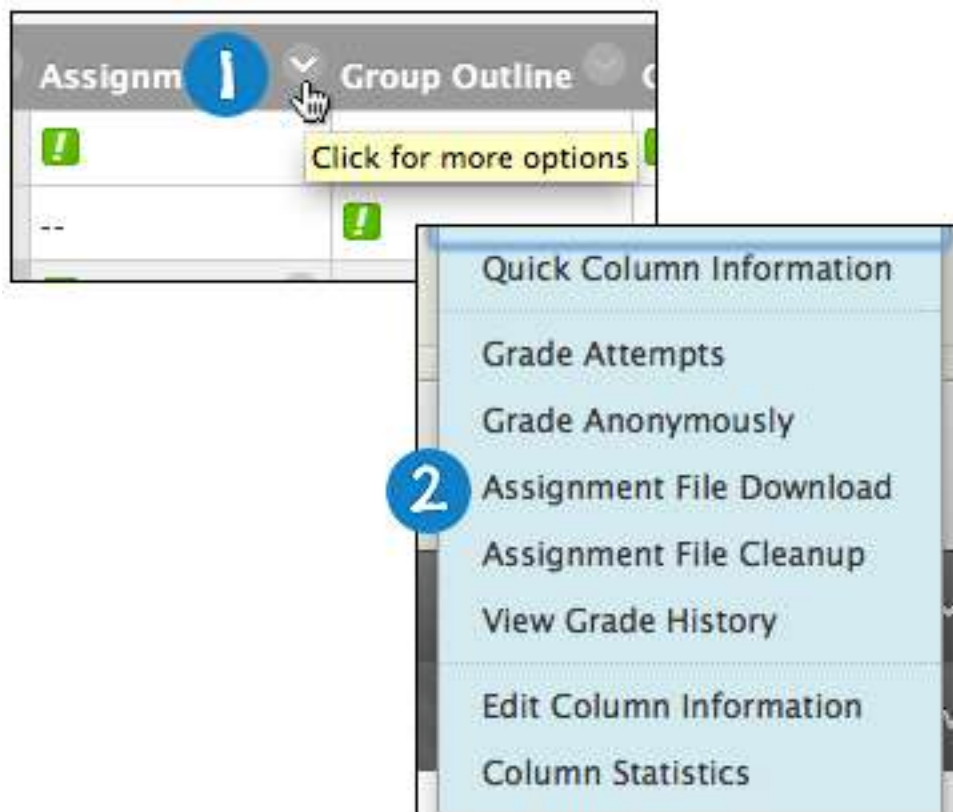 Assignm 1 Group Outline
Click for more options
--
Quick Column Information
Grade Attempts
Grade Anonymously
2 Assignment File Download
Assignment File Cleanup
View Grade History
Edit Column Information
Column Statistics